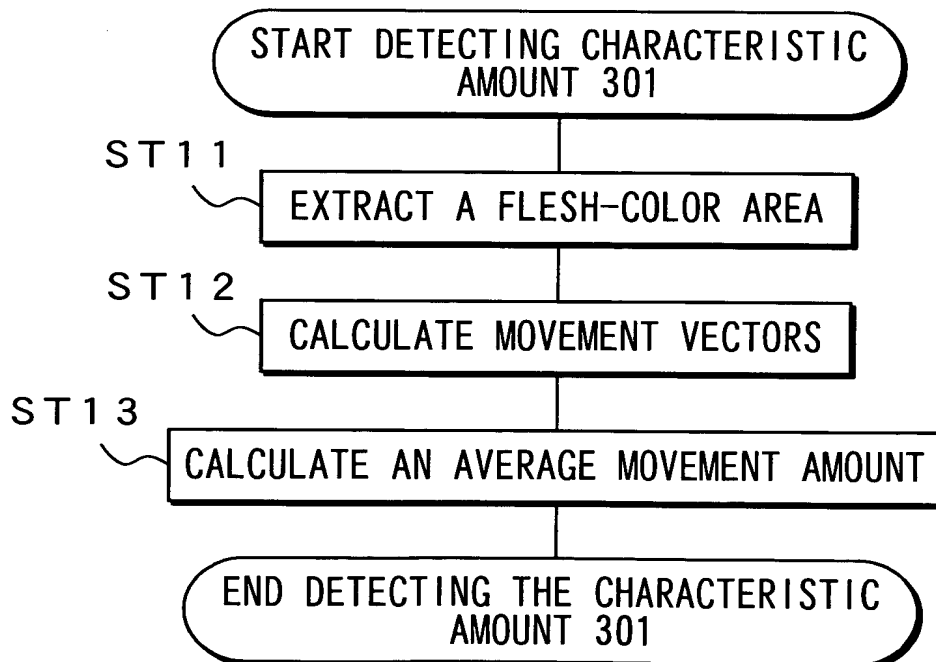 START DETECTING CHARACTERISTIC
AMOUNT 301
ST11
EXTRACT A FLESH-COLOR AREA
ST12
CALCULATE MOVEMENT VECTORS
ST13
CALCULATE AN AVERAGE MOVEMENT AMOUNT
END DETECTING THE CHARACTERISTIC
AMOUNT 301